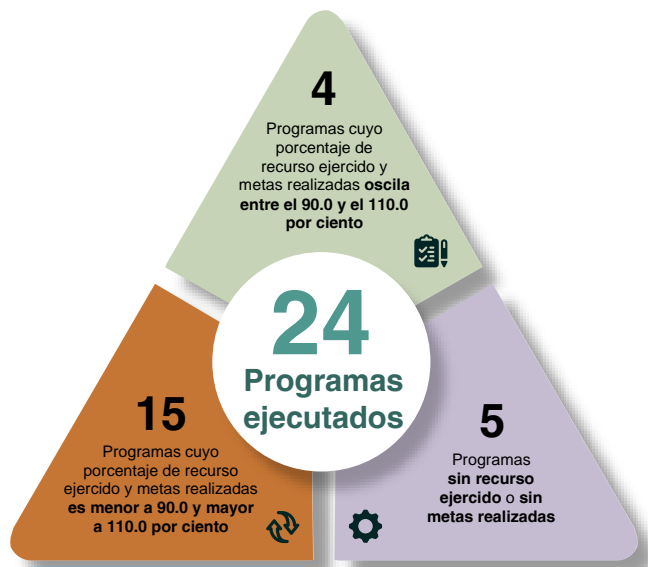 4
Programas cuyo
porcentaje de
recurso ejercido y
metas realizadas oscila
entre el 90.0 y el 110.0
por ciento
24
Programas
ejecutados
15
Programas cuyo
porcentaje de recurso
ejercido y metas realizadas
es menor a 90.0 y mayor
a 110.0 por ciento
5
Programas
sin recurso
ejercido o sin
metas realizadas